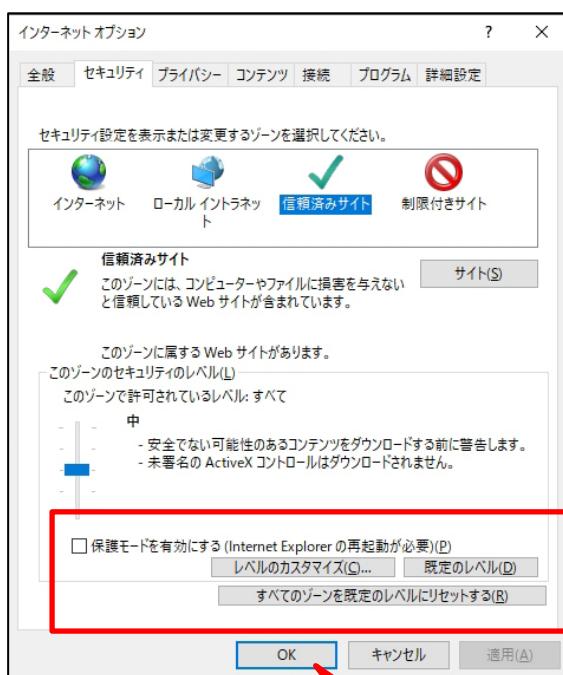 インターネット オプション ? ×
全般 セキュリティ プライバシー コンテンツ 接続 プログラム 詳細設定
セキュリティ設定を表示または変更するゾーンを選択してください。
インターネット ローカル イントラネッ 信頼済みサイト 制限付きサイト
ト
信頼済みサイト
サイト(S)
このゾーンには、コンピューターやファイルに損害を与えない
と信頼している Web サイトが含まれています。
このゾーンに属する Web サイトがあります。
このゾーンのセキュリティのレベル(L)
このゾーンで許可されているレベル: すべて
中
- 安全でない可能性のあるコンテンツをダウンロードする前に警告します。
- 未署名の ActiveX コントロールはダウンロードされません。
保護モードを有効にする (Internet Explorer の再起動が必要)(P)
レベルのカスタマイズ(C)... 既定のレベル(D)
すべてのゾーンを既定のレベルにリセットする(R)
OK キャンセル 適用(A)